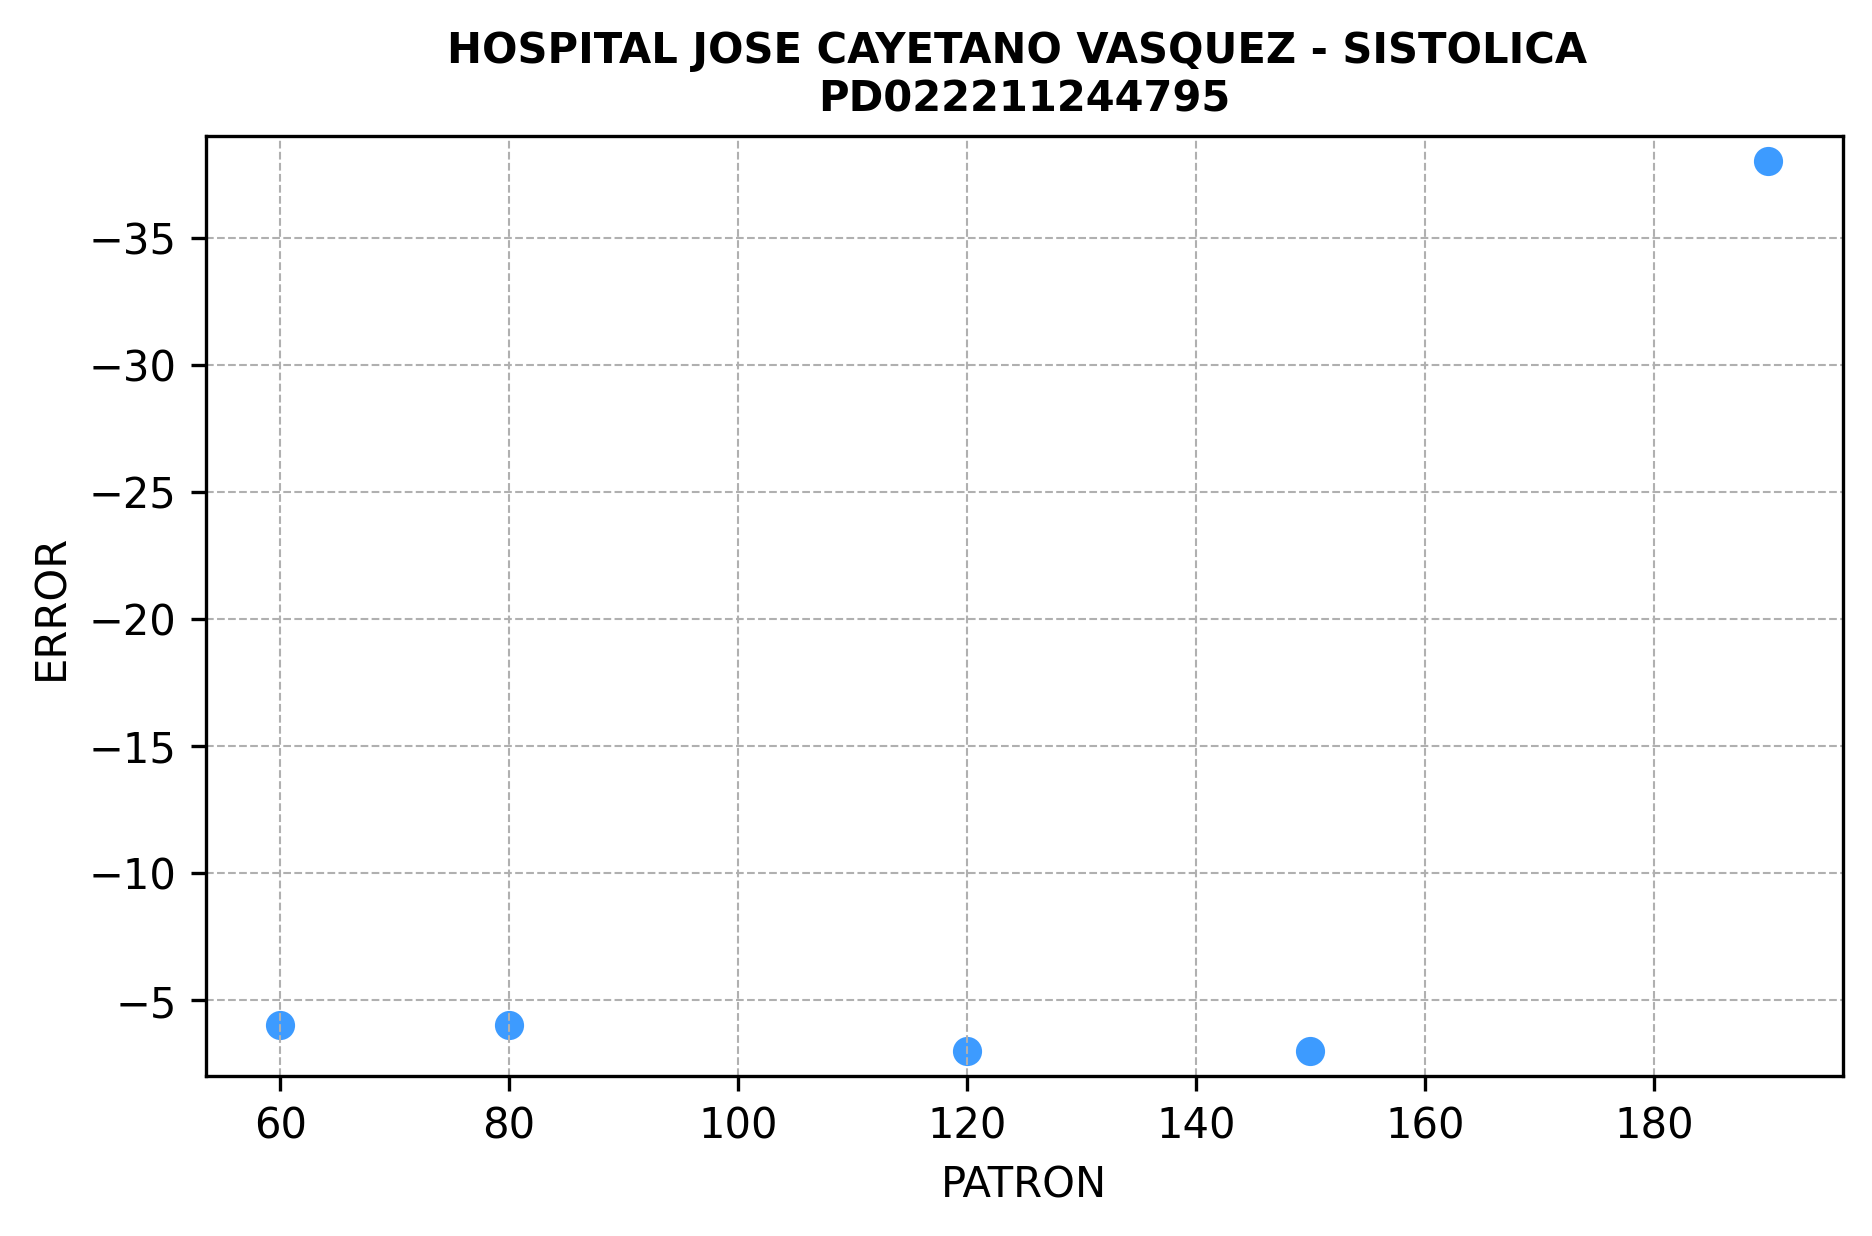 HOSPITAL JOSE CAYETANO VASQUEZ - SISTOLICA
PD022211244795
ERROR
−35
−30
−25
−20
−15
−10
−5
60 80 100 120 140 160 180
PATRON